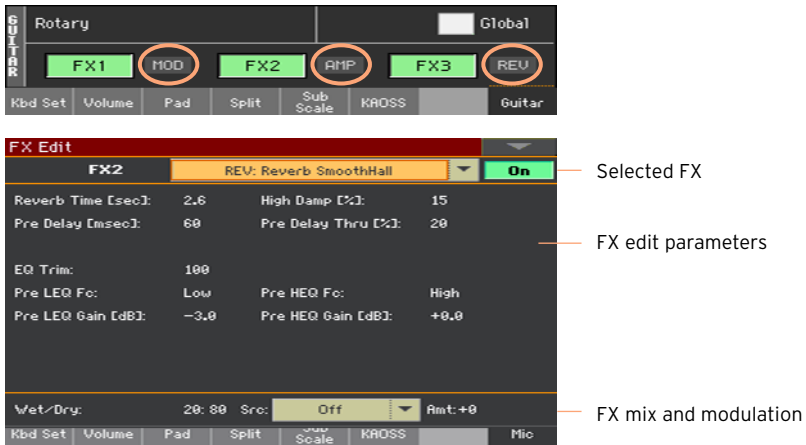 GUITAR
Rotary Global
FX1 MOD FX2 AMP FX3 REV
Kbd Set Volume Pad Split Sub Scale KAOSS Guitar
FX Edit
FX2 REV: Reverb SmoothHall On Selected FX
Reverb Time [sec]: 2.6 High Damp [%]: 15
Pre Delay [msec]: 60 Pre Delay Thru [%]: 20
FX edit parameters
EQ Trim: 100
Pre LEQ Fc: Low Pre HEQ Fc: High
Pre LEQ Gain [dB]: -3.0 Pre HEQ Gain [dB]: +0.0
Wet/Dry: 20:80 Src: Off Amt:+0 FX mix and modulation
Kbd Set Volume Pad Split Sub Scale KAOSS Mic